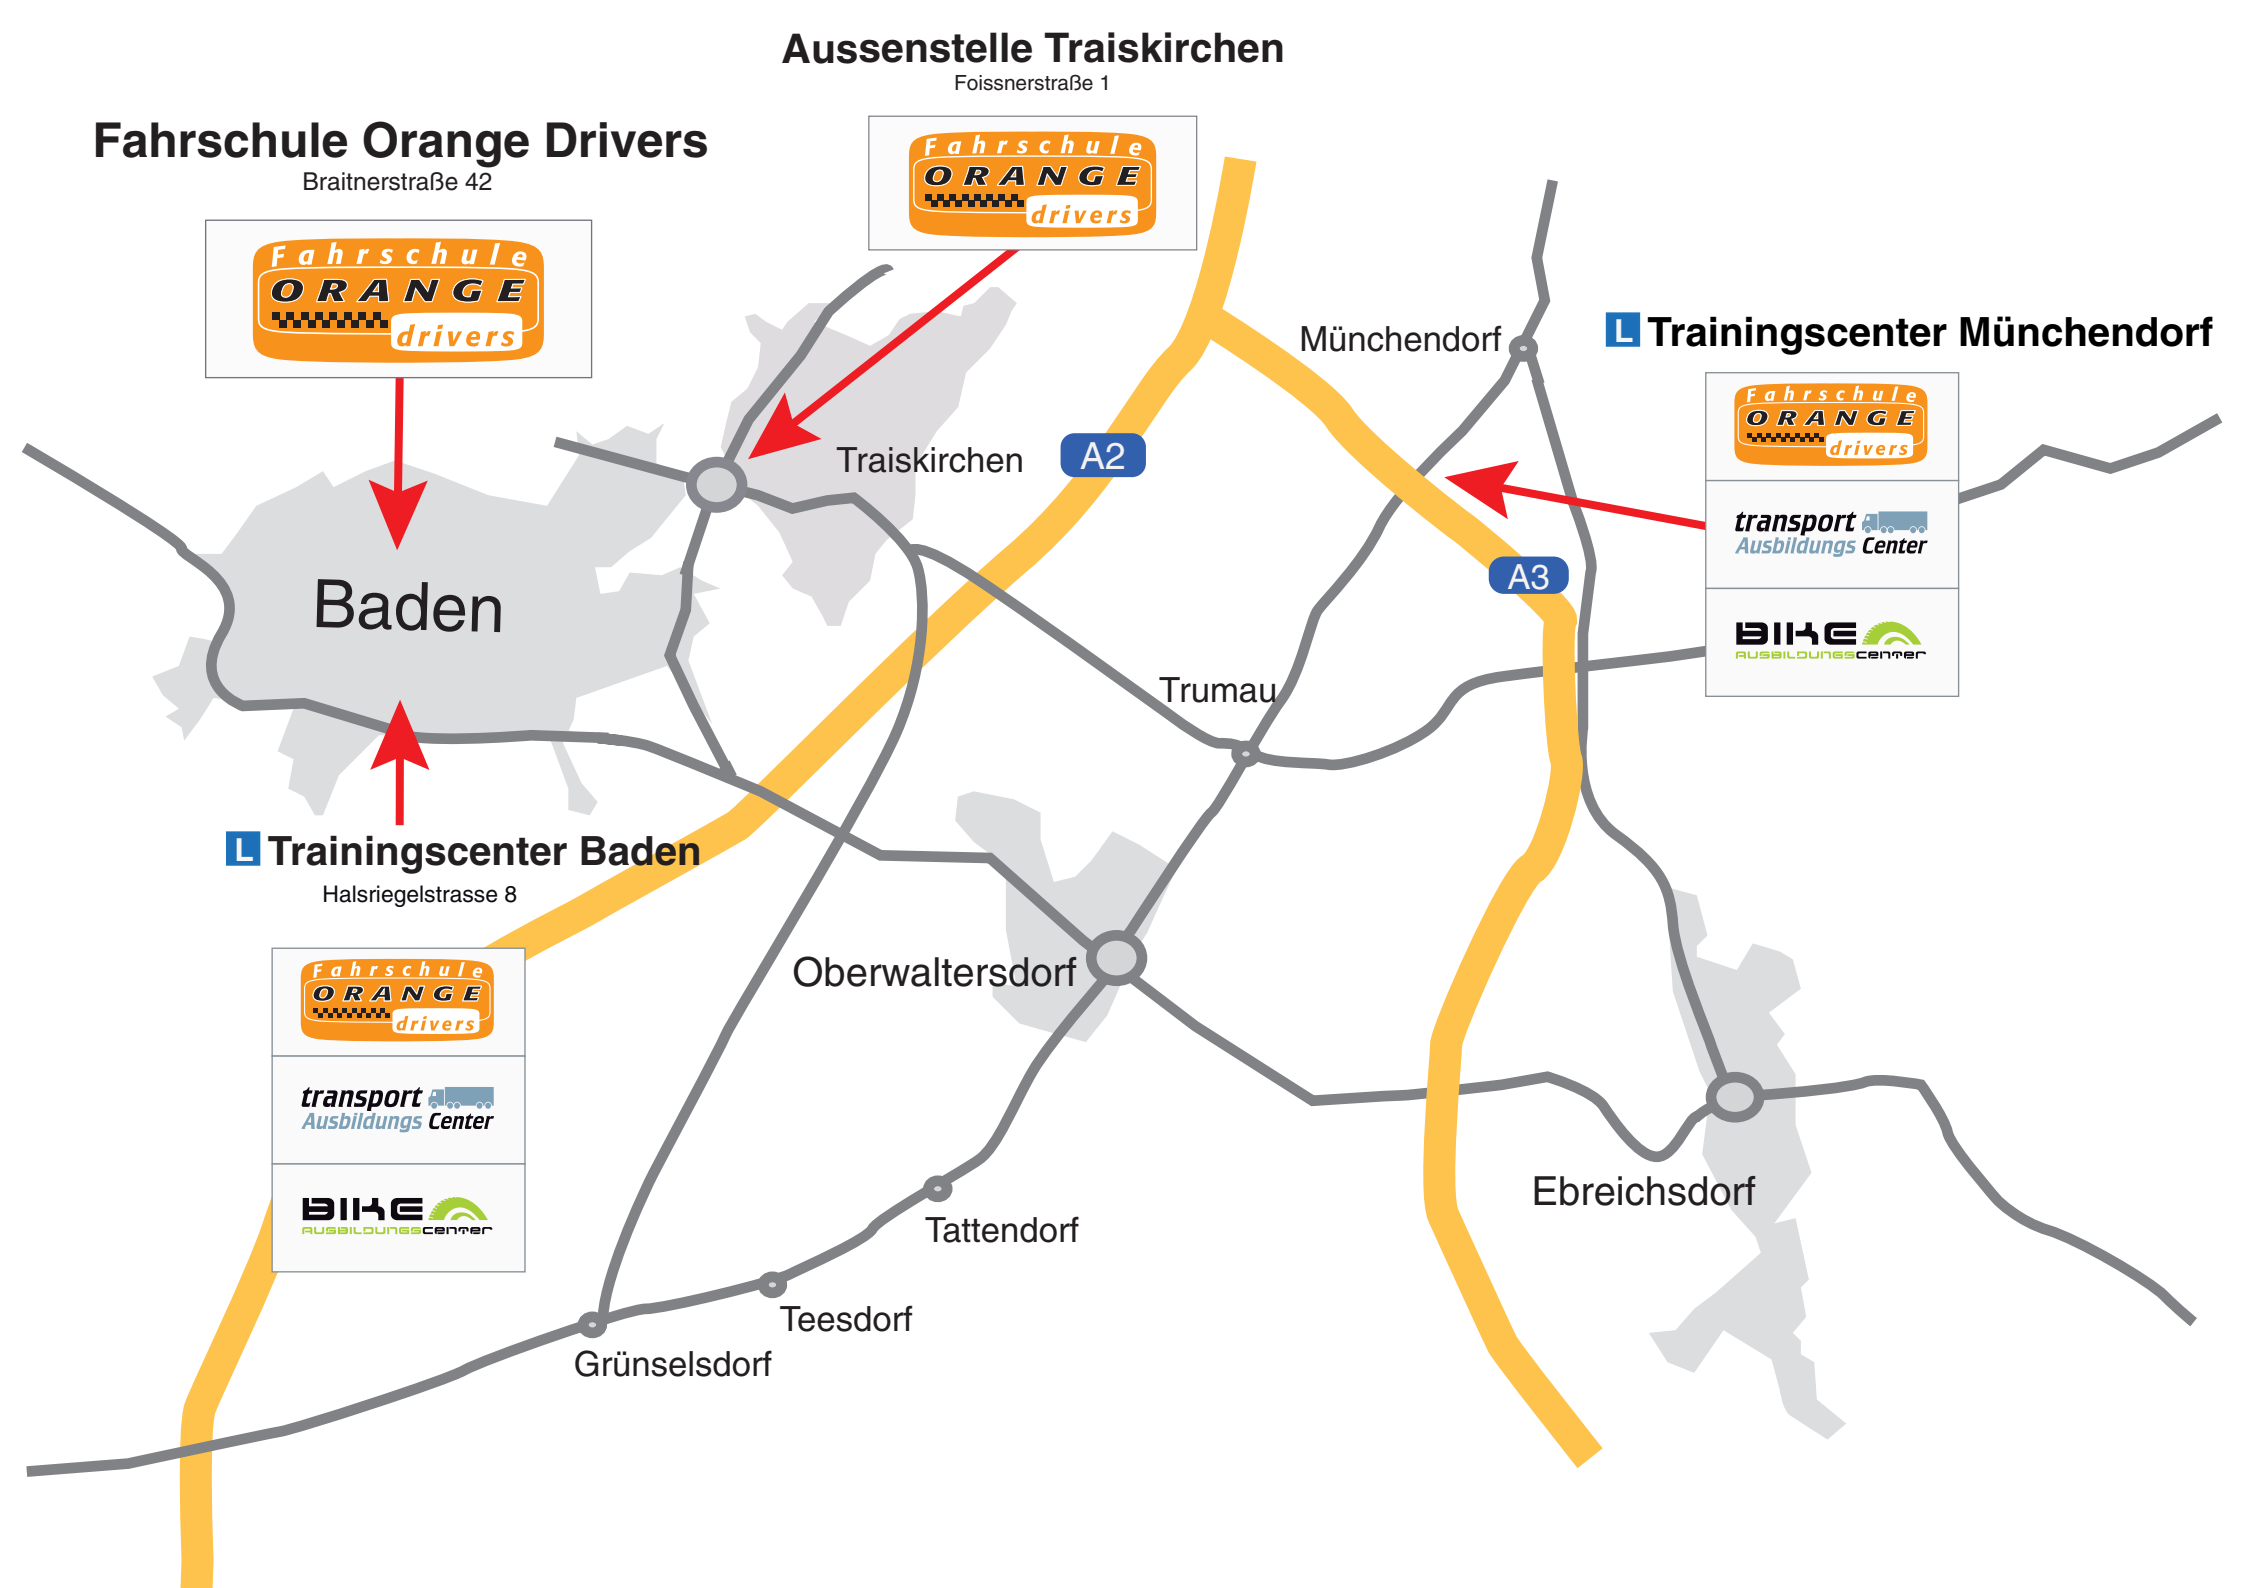 Aussenstelle Traiskirchen
Foissnerstraße 1
Fahrschule
ORANGE
drivers
Fahrschule Orange Drivers
Braitnerstraße 42
Fahrschule
ORANGE
drivers
Münchendorf
L Trainingscenter Münchendorf
Fahrschule
ORANGE
drivers
transport
Ausbildungs Center
BIKE
AUSBILDUNGSCENTER
Traiskirchen
A2
A3
Baden
Trumau
L Trainingscenter Baden
Halsriegelstrasse 8
Fahrschule
ORANGE
drivers
transport
Ausbildungs Center
BIKE
AUSBILDUNGSCENTER
Oberwaltersdorf
Ebreichsdorf
Tattendorf
Teesdorf
Grünselsdorf